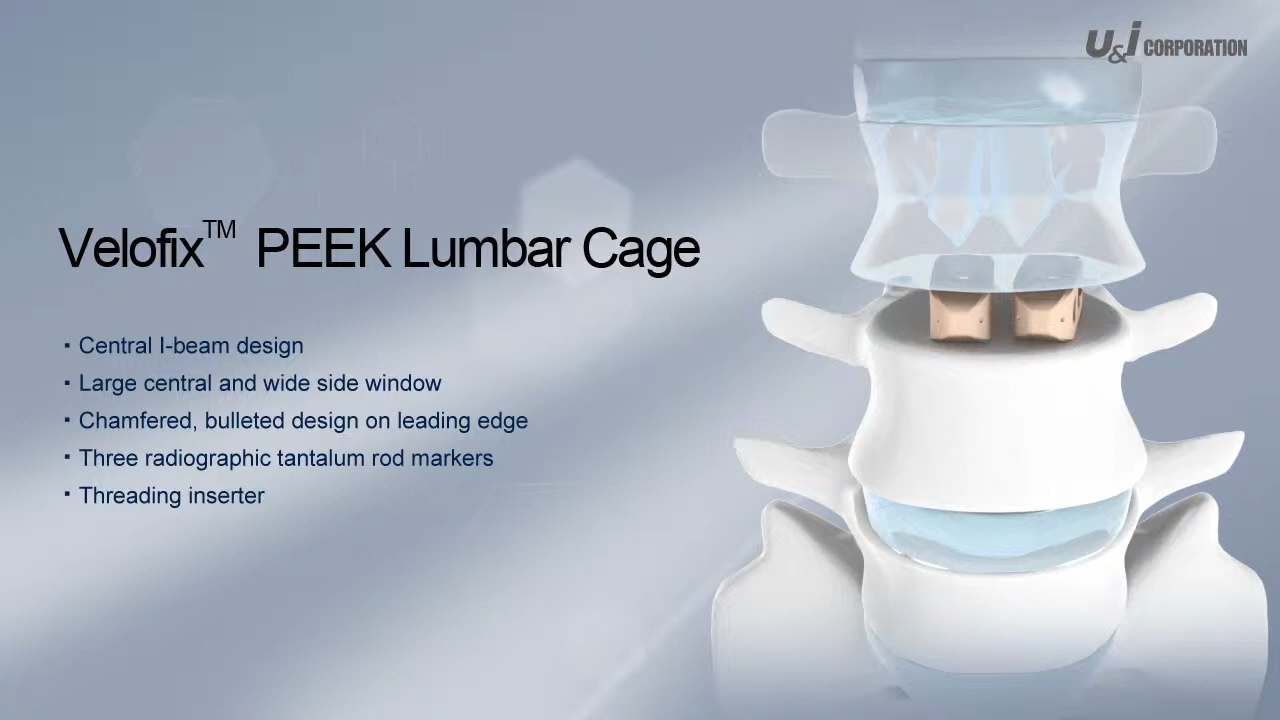 U&i CORPORATION
Velofix™ PEEK Lumbar Cage
▪ Central I-beam design
▪ Large central and wide side window
▪ Chamfered, bulleted design on leading edge
▪ Three radiographic tantalum rod markers
▪ Threading inserter